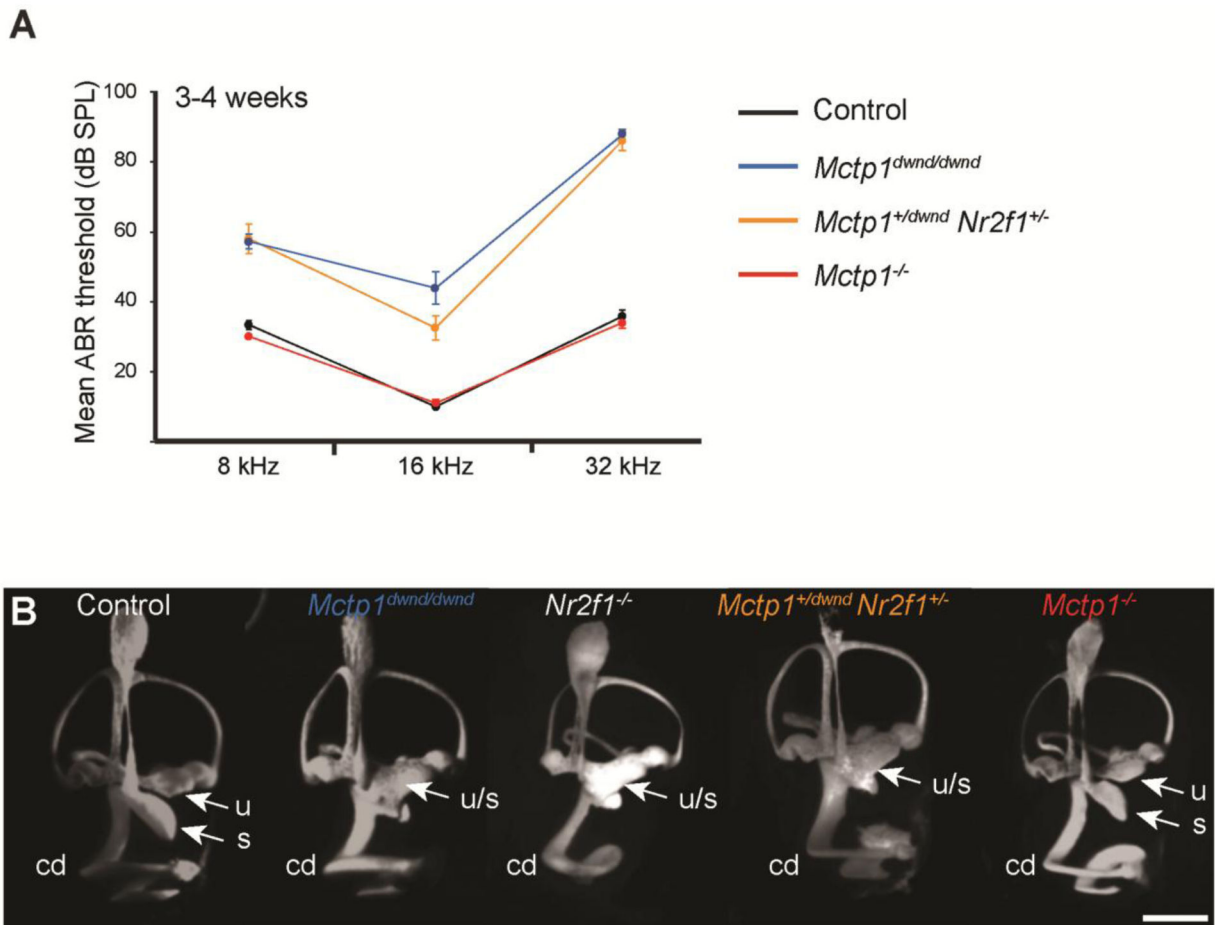 A
Mean ABR threshold (dB SPL)
3-4 weeks
100
80
60
40
20
8 kHz
16 kHz
32 kHz
Control
Mctp1dwnd/dwnd
Mctp1+/dwnd Nr2f1+/-
Mctp1-/-
B
Control
Mctp1dwnd/dwnd
Nr2f1-/-
Mctp1+/dwnd Nr2f1+/-
Mctp1-/-
u
s
cd
u/s
u/s
cd
u/s
cd
u
s
cd